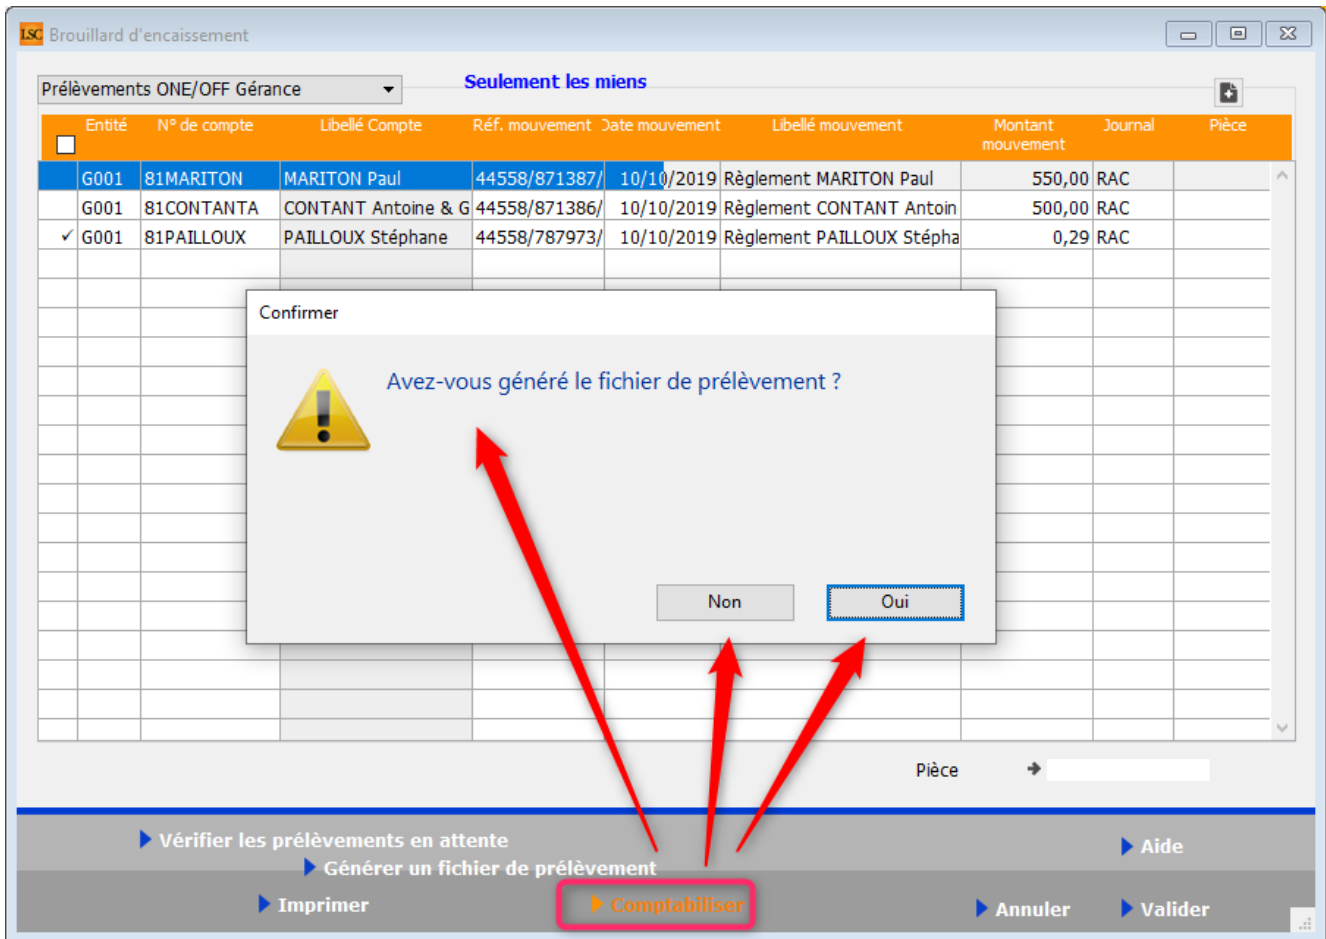 LSC Brouillard d'encaissement
Prélèvements ONE/OFF Gérance
Seulement les miens
Entité N° de compte Libellé Compte Réf. mouvement Date mouvement Libellé mouvement Montant mouvement Journal Pièce
G001 81MARITON MARITON Paul 44558/871387/ 10/10/2019 Règlement MARITON Paul 550,00 RAC
G001 81CONTANTA CONTANT Antoine & G 44558/871386/ 10/10/2019 Règlement CONTANT Antoin 500,00 RAC
✓ G001 81PAILLOUX PAILLOUX Stéphane 44558/787973/ 10/10/2019 Règlement PAILLOUX Stépha 0,29 RAC
Confirmer
Avez-vous généré le fichier de prélèvement ?
Non Oui
Pièce
Vérifier les prélèvements en attente
Aide
Générer un fichier de prélèvement
Imprimer Comptabiliser Annuler Valider